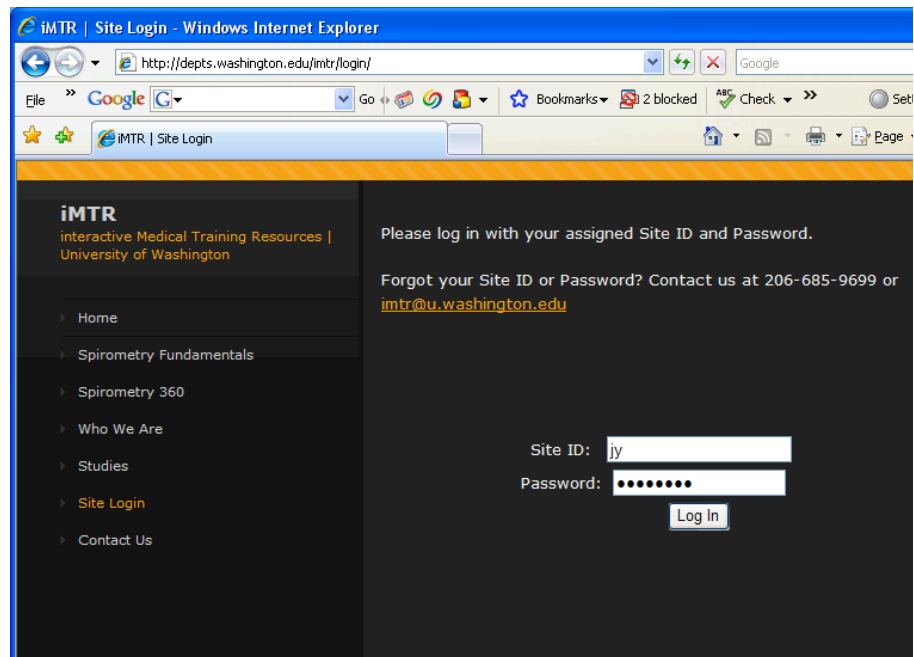 iMTR | Site Login - Windows Internet Explorer
http://depts.washington.edu/imtr/login/
Google
File » Google G Go Bookmarks 2 blocked ABC Check »
iMTR | Site Login Page
iMTR
interactive Medical Training Resources |
University of Washington
Home
Spirometry Fundamentals
Spirometry 360
Who We Are
Studies
Site Login
Contact Us
Please log in with your assigned Site ID and Password.
Forgot your Site ID or Password? Contact us at 206-685-9699 or
imtr@u.washington.edu
Site ID: jy
Password: ••••••••
Log In